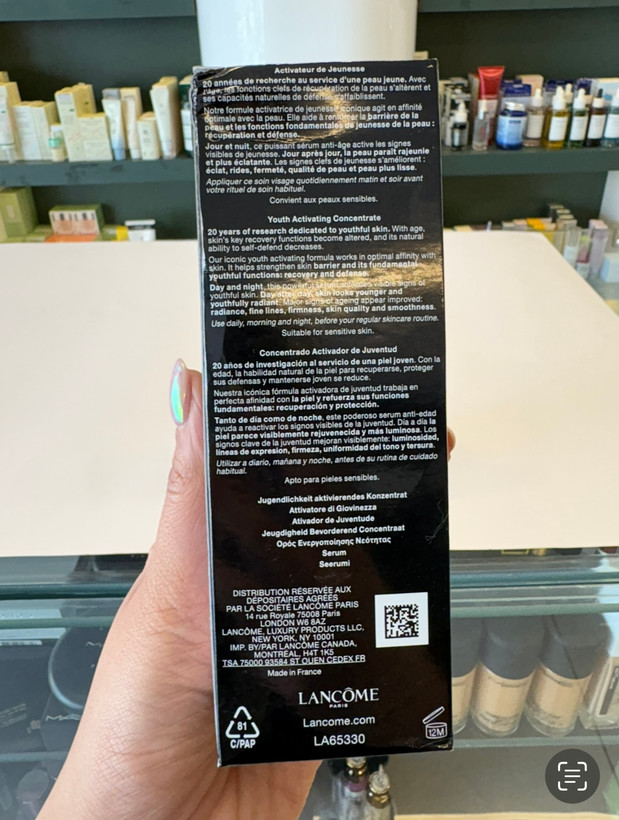 Activateur de Jeunesse
20 années de recherche au service d'une peau jeune. Avec
l'âge, les fonctions clefs de récupération de la peau s'altèrent et
ses capacités naturelles de défense s'affaiblissent.
Notre formule activatrice de jeunesse iconique agit en affinité
optimale avec la peau. Elle aide à renforcer la barrière de la
peau et les fonctions fondamentales de jeunesse de la peau :
récupération et défense.
Jour et nuit, ce puissant sérum anti-âge active les signes
visibles de jeunesse. Jour après jour, la peau paraît rajeunie
et plus éclatante. Les signes clefs de jeunesse s'améliorent :
éclat, rides, fermeté, qualité de peau et peau plus lisse.
Appliquer ce soin visage quotidiennement matin et soir avant
votre rituel de soin habituel.
Convient aux peaux sensibles.
Youth Activating Concentrate
20 years of research dedicated to youthful skin. With age,
skin's key recovery functions become altered, and its natural
ability to self-defend decreases.
Our iconic youth activating formula works in optimal affinity with
skin. It helps strengthen skin barrier and its fundamental
youthful functions: recovery and defense.
Day and night, this powerful serum visible signs of
youthful skin. Day after day, skin looks younger and
youthfully radiant. Major signs of ageing appear improved:
radiance, fine lines, firmness, skin quality and smoothness.
Use daily, morning and night, before your regular skincare routine.
Suitable for sensitive skin.
Concentrado Activador de Juventud
20 años de investigación al servicio de una piel joven. Con la
edad, la habilidad natural de la piel para recuperarse, proteger
sus defensas y mantenerse joven se reduce.
Nuestra icónica fórmula activadora de juventud trabaja en
perfecta afinidad con la piel y refuerza sus funciones
fundamentales: recuperación y protección.
Tanto de día como de noche, este poderoso serum anti-edad
ayuda a reactivar los signos visibles de la juventud. Día a día la
piel parece visiblemente rejuvenecida y más luminosa. Los
signos clave de la juventud mejoran visiblemente: luminosidad,
líneas de expresión, firmeza, uniformidad del tono y tersura.
Utilizar a diario, mañana y noche, antes de su rutina de cuidado
habitual.
Apto para pieles sensibles.
Jugendlichkeit aktivierendes Konzentrat
Attivatore di Giovinezza
Ativador de Juventude
Jeugdigheid Bevorderend Concentraat
Ορός Ενεργοποίησης Νεότητας
Serum
Seerumi
DISTRIBUTION RÉSERVÉE AUX
DÉPOSITAIRES AGRÉÉS
PAR LA SOCIÉTÉ LANCÔME PARIS
14 rue Royale 75008 Paris
LONDON W6 8AZ
LANCÔME, LUXURY PRODUCTS LLC,
NEW YORK, NY 10001
IMP. BY/PAR LANCÔME CANADA,
MONTRÉAL, H4T 1K5
TSA 75000 93584 ST OUEN CEDEX FR
Made in France
LANCÔME
PARIS
Lancome.com
LA65330
81
C/PAP
12M